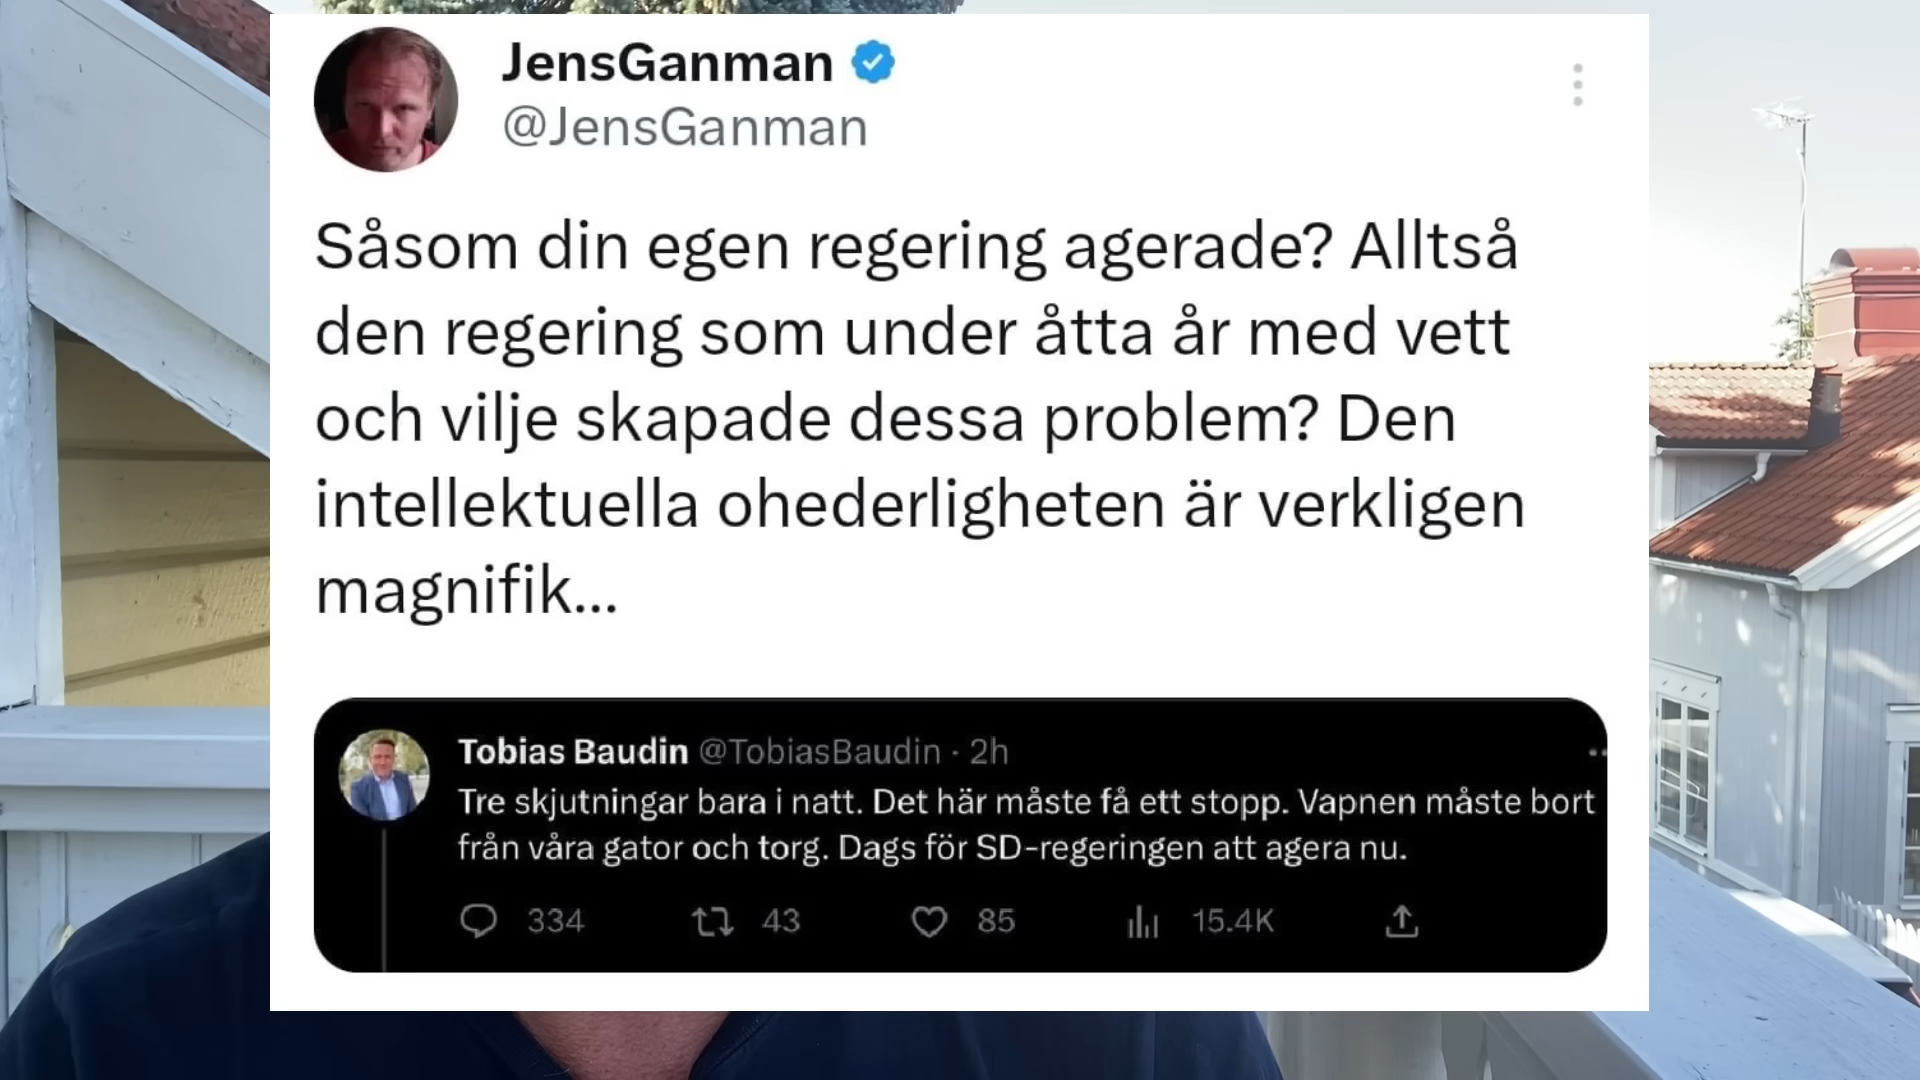 JensGanman
@JensGanman
Såsom din egen regering agerade? Alltså
den regering som under åtta år med vett
och vilje skapade dessa problem? Den
intellektuella ohederligheten är verkligen
magnifik...
Tobias Baudin @TobiasBaudin · 2h
Tre skjutningar bara i natt. Det här måste få ett stopp. Vapnen måste bort
från våra gator och torg. Dags för SD-regeringen att agera nu.
334 43 85 15.4K